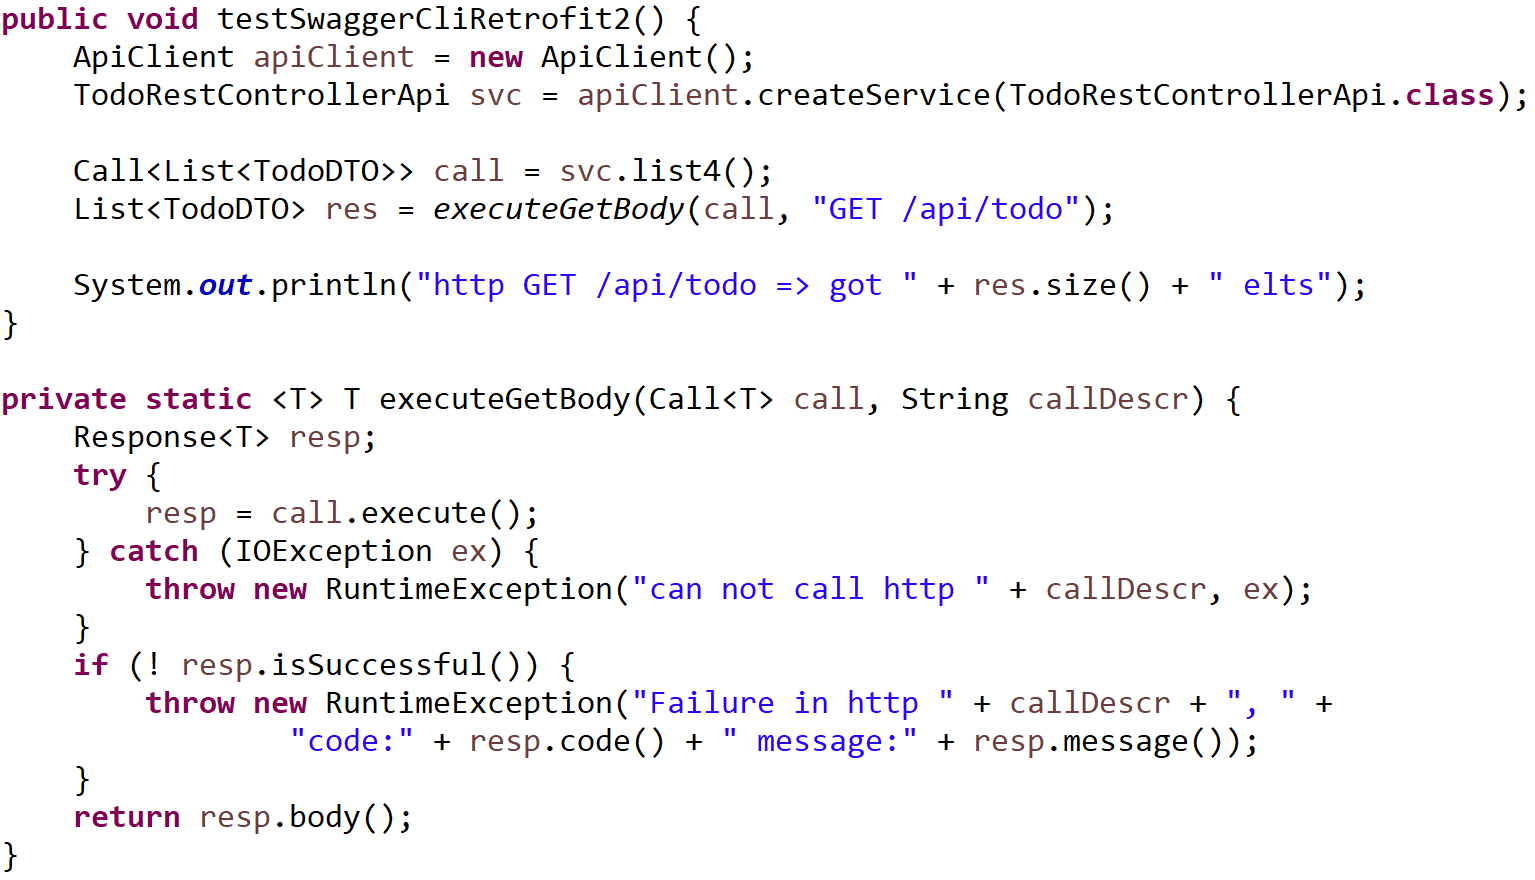 public void testSwaggerCliRetrofit2() {
    ApiClient apiClient = new ApiClient();
    TodoRestControllerApi svc = apiClient.createService(TodoRestControllerApi.class);

    Call<List<TodoDTO>> call = svc.list4();
    List<TodoDTO> res = executeGetBody(call, "GET /api/todo");

    System.out.println("http GET /api/todo => got " + res.size() + " elts");
}

private static <T> T executeGetBody(Call<T> call, String callDescr) {
    Response<T> resp;
    try {
        resp = call.execute();
    } catch (IOException ex) {
        throw new RuntimeException("can not call http " + callDescr, ex);
    }
    if (! resp.isSuccessful()) {
        throw new RuntimeException("Failure in http " + callDescr + ", " +
                "code:" + resp.code() + " message:" + resp.message());
    }
    return resp.body();
}